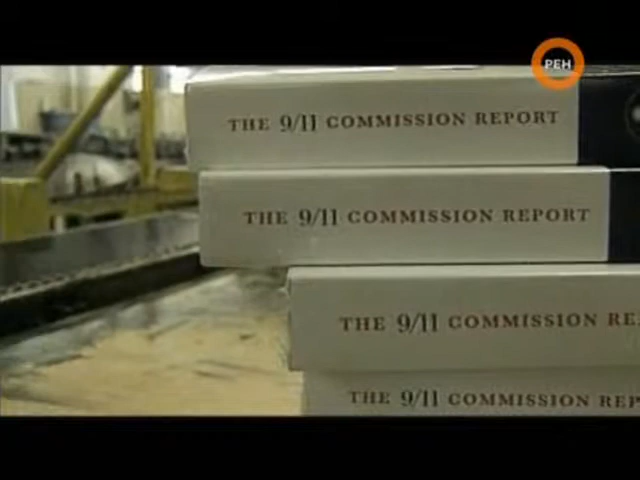 РЕН
THE 9/11 COMMISSION REPORT
THE 9/11 COMMISSION REPORT
THE 9/11 COMMISSION RE
THE 9/11 COMMISSION REP